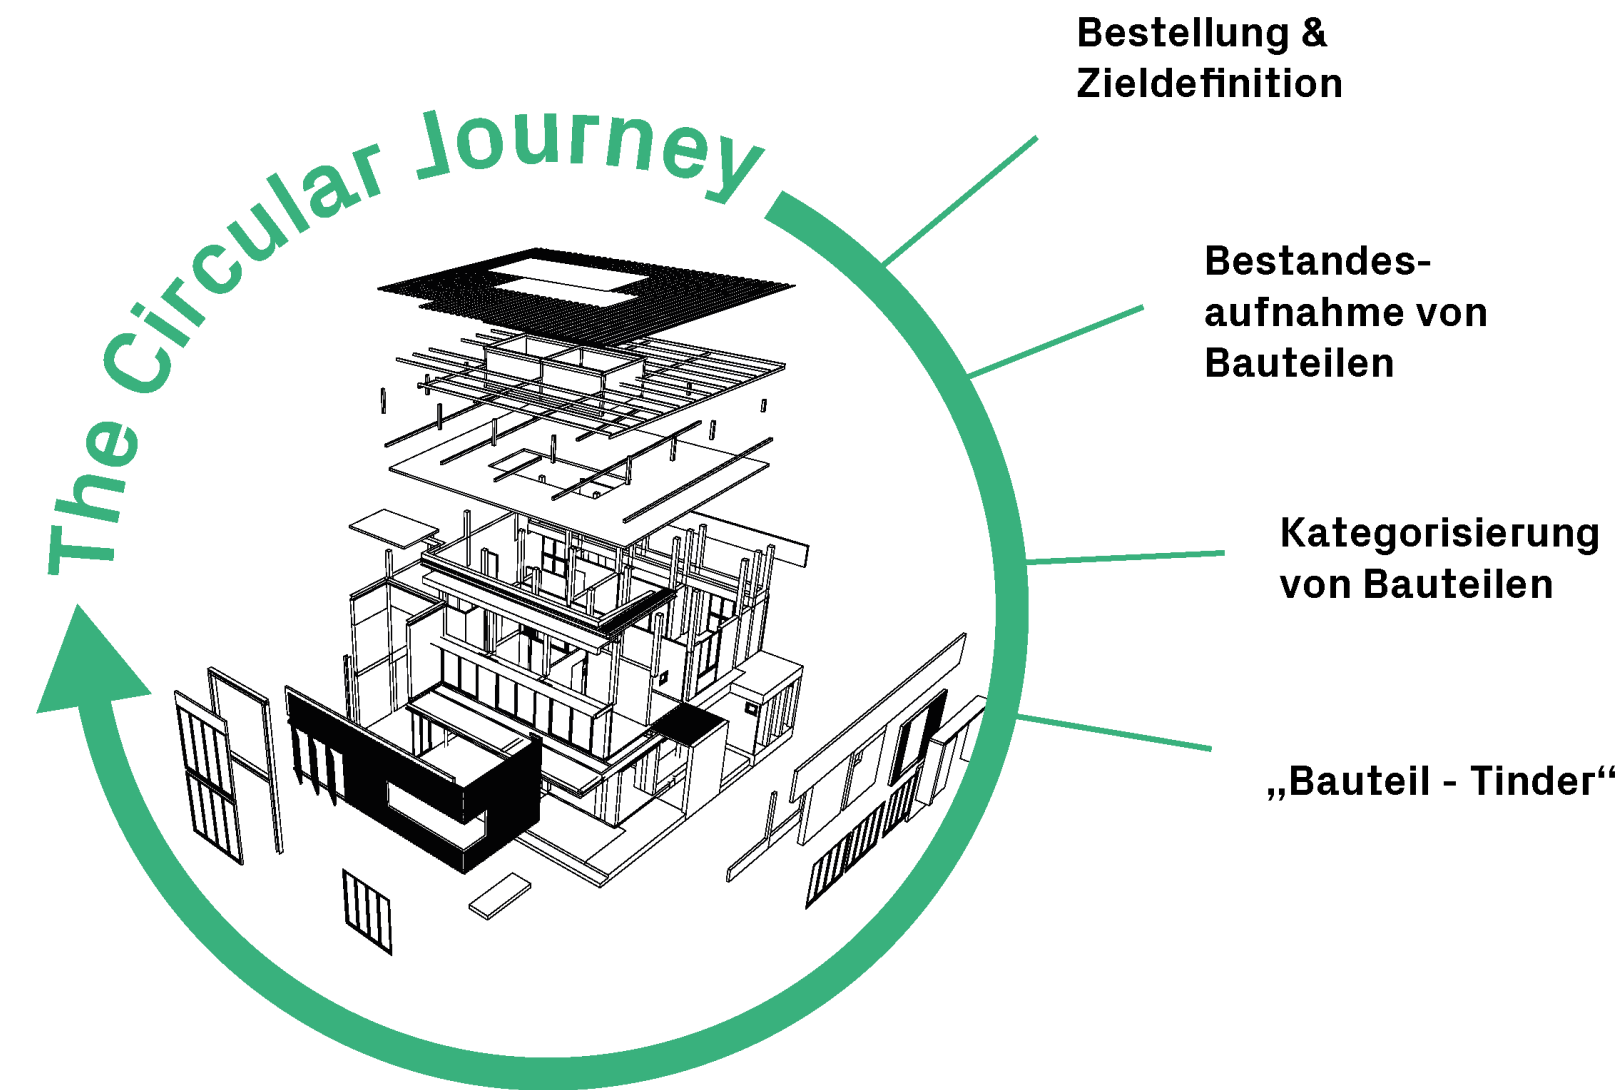 The Circular Journey
Bestellung &
Zieldefinition
Bestandes-
aufnahme von
Bauteilen
Kategorisierung
von Bauteilen
„Bauteil - Tinder“